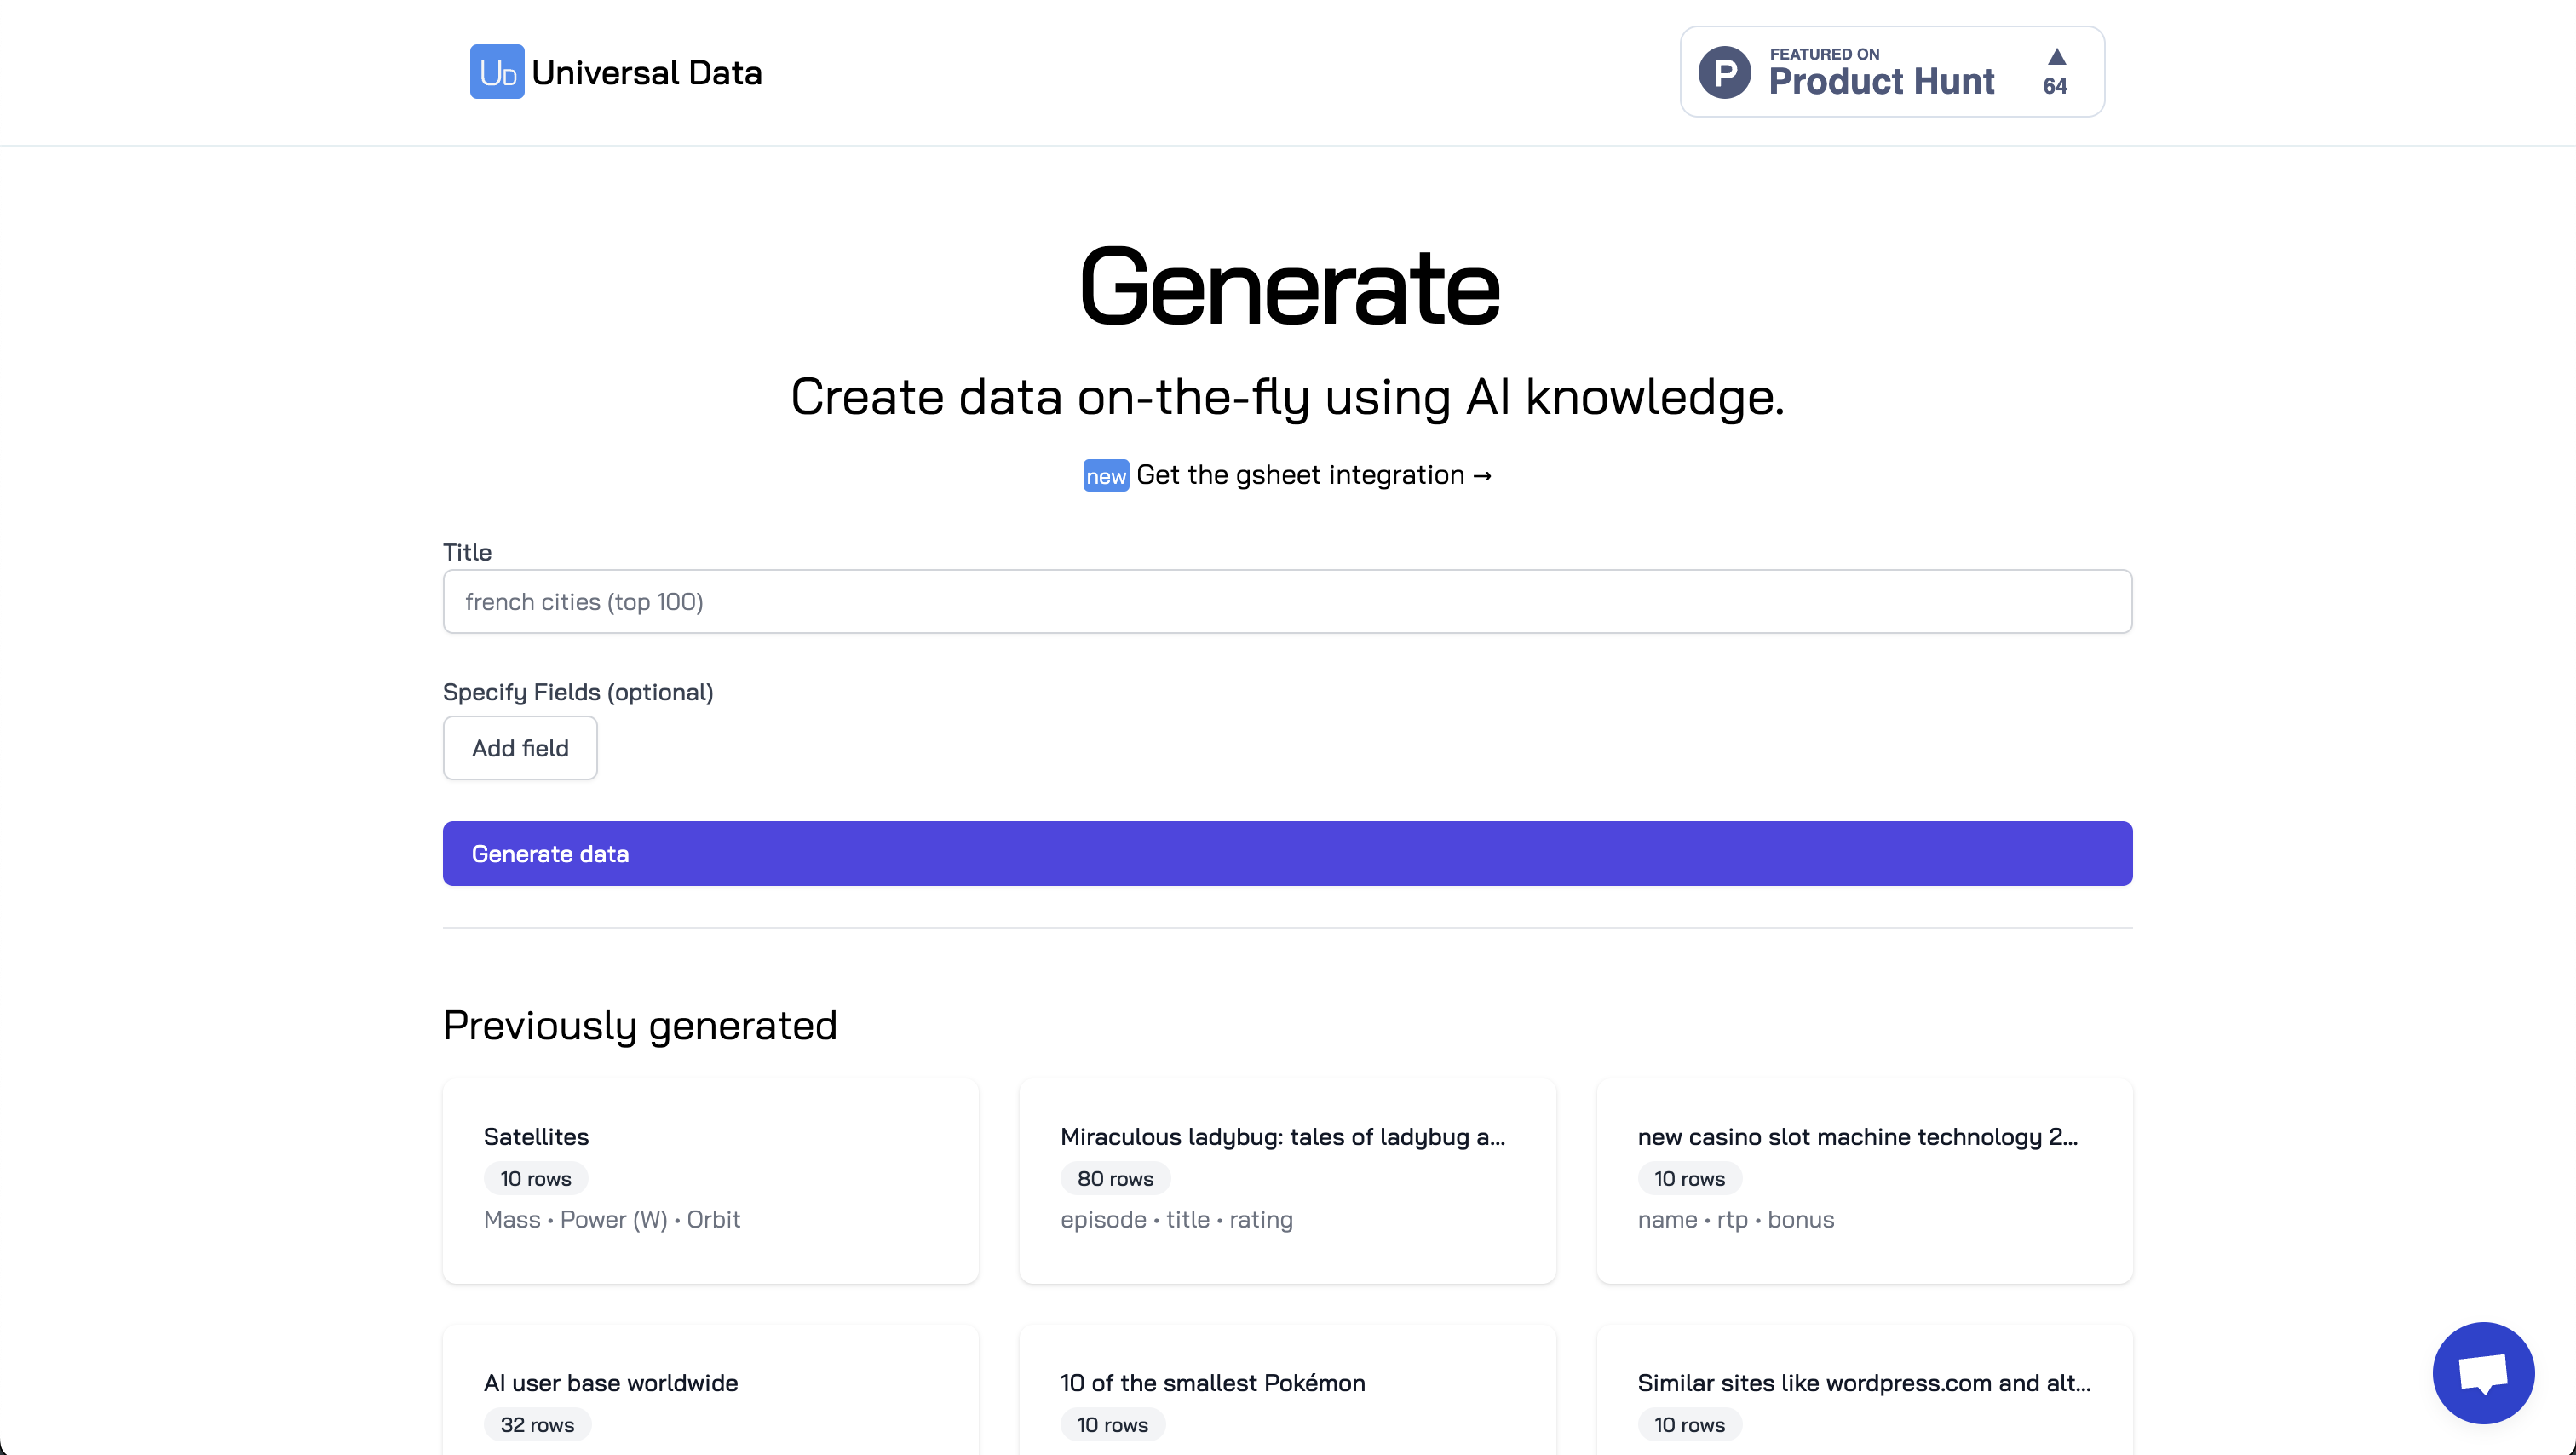 UD Universal Data
P FEATURED ON
Product Hunt
▲
64
Generate
Create data on-the-fly using AI knowledge.
new Get the gsheet integration →
Title
french cities (top 100)
Specify Fields (optional)
Add field
Generate data
Previously generated
Satellites
10 rows
Mass • Power (W) • Orbit
Miraculous ladybug: tales of ladybug a...
80 rows
episode • title • rating
new casino slot machine technology 2...
10 rows
name • rtp • bonus
AI user base worldwide
32 rows
10 of the smallest Pokémon
10 rows
Similar sites like wordpress.com and alt...
10 rows